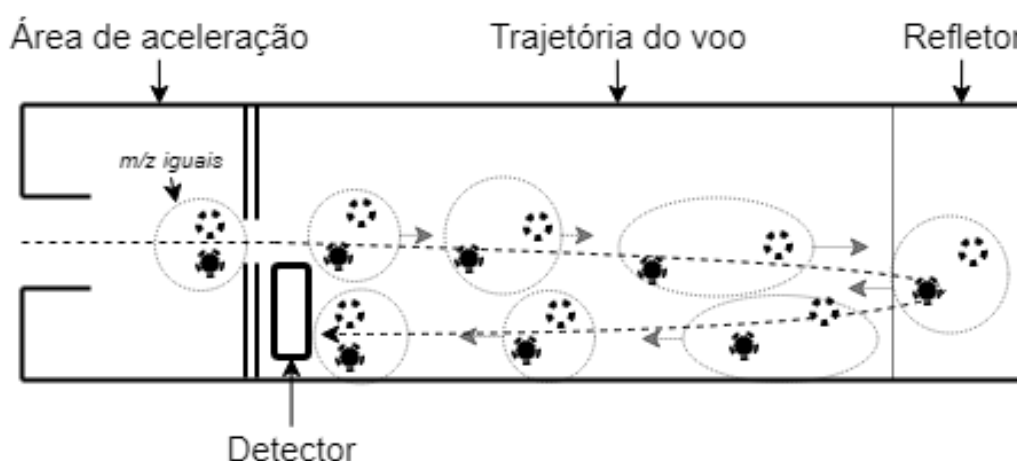 Área de aceleração
Trajetória do voo
Refletor
m/z iguais
Detector